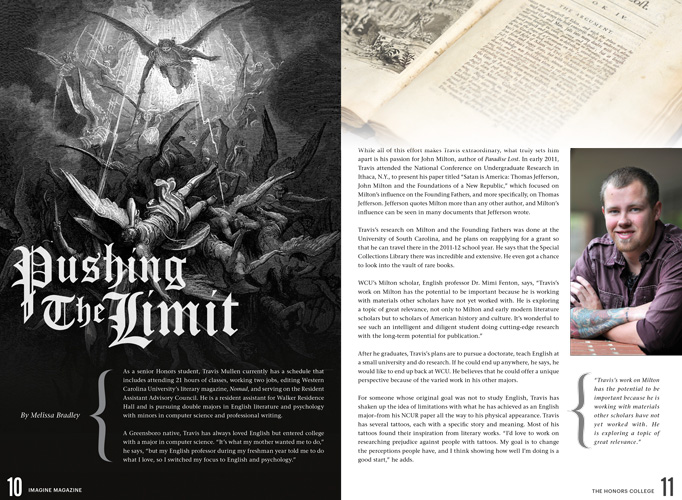 Pushing
The Limit
By Melissa Bradley
{
As a senior Honors student, Travis Mullen currently has a schedule that
includes attending 21 hours of classes, working two jobs, editing Western
Carolina University's literary magazine, Nomad, and serving on the Resident
Assistant Advisory Council. He is a resident assistant for Walker Residence
Hall and is pursuing double majors in English literature and psychology
with minors in computer science and professional writing.
A Greensboro native, Travis has always loved English but entered college
with a major in computer science. "It's what my mother wanted me to do,"
he says, "but my English professor during my freshman year told me to do
what I love, so I switched my focus to English and psychology."
10 IMAGINE MAGAZINE
OK IV.
THE ARGUMENT.
While all of this effort makes Travis extraordinary, what truly sets him
apart is his passion for John Milton, author of Paradise Lost. In early 2011,
Travis attended the National Conference on Undergraduate Research in
Ithaca, N.Y., to present his paper titled "Satan is America: Thomas Jefferson,
John Milton and the Foundations of a New Republic," which focused on
Milton's influence on the Founding Fathers, and more specifically, on Thomas
Jefferson. Jefferson quotes Milton more than any other author, and Milton's
influence can be seen in many documents that Jefferson wrote.
Travis's research on Milton and the Founding Fathers was done at the
University of South Carolina, and he plans on reapplying for a grant so
that he can travel there in the 2011-12 school year. He says that the Special
Collections Library there was incredible and extensive. He even got a chance
to look into the vault of rare books.
WCU's Milton scholar, English professor Dr. Mimi Fenton, says, "Travis's
work on Milton has the potential to be important because he is working
with materials other scholars have not yet worked with. He is exploring
a topic of great relevance, not only to Milton and early modern literature
scholars but to scholars of American history and culture. It's wonderful to
see such an intelligent and diligent student doing cutting-edge research
with the long-term potential for publication."
After he graduates, Travis's plans are to pursue a doctorate, teach English at
a small university and do research. If he could end up anywhere, he says, he
would like to end up back at WCU. He believes that he could offer a unique
perspective because of the varied work in his other majors.
For someone whose original goal was not to study English, Travis has
shaken up the idea of limitations with what he has achieved as an English
major–from his NCUR paper all the way to his physical appearance. Travis
has several tattoos, each with a specific story and meaning. Most of his
tattoos found their inspiration from literary works. "I'd love to work on
researching prejudice against people with tattoos. My goal is to change
the perceptions people have, and I think showing how well I'm doing is a
good start," he adds.
{
"Travis's work on Milton
has the potential to be
important because he is
working with materials
other scholars have not
yet worked with. He
is exploring a topic of
great relevance."
THE HONORS COLLEGE 11